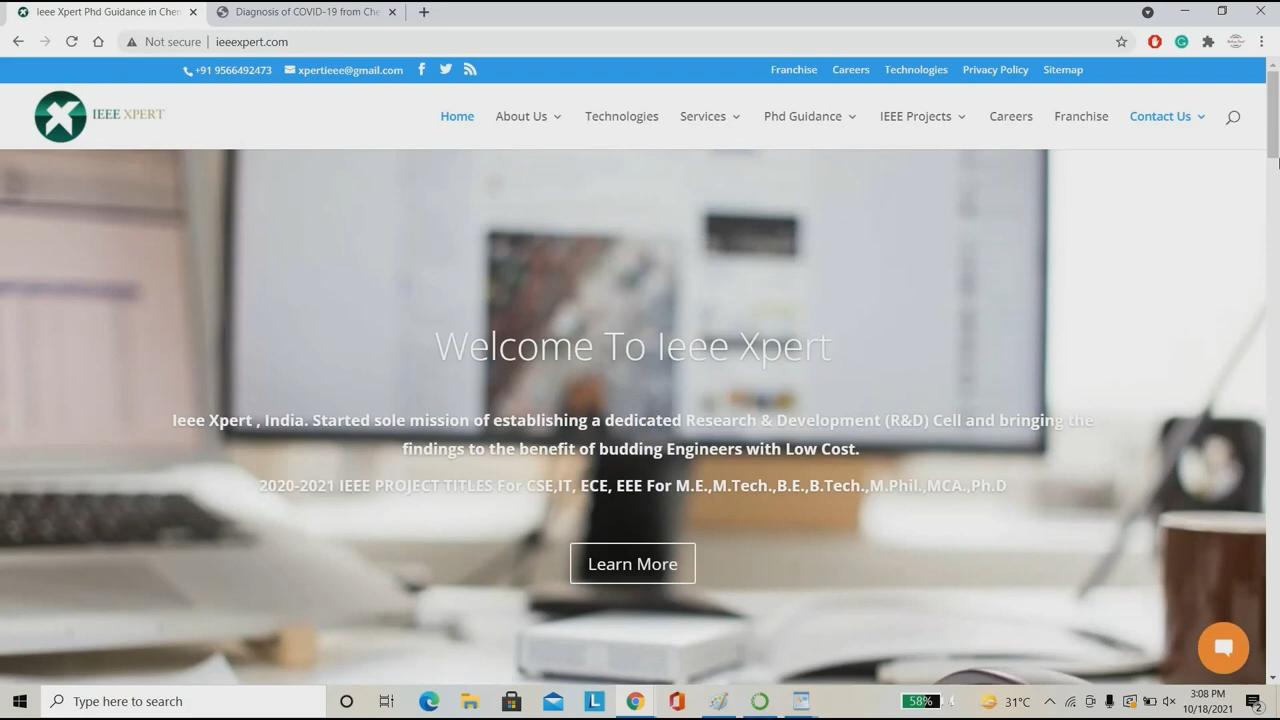 Ieee Xpert Phd Guidance in Chen
Diagnosis of COVID-19 from Che
Not secure
ieeexpert.com
+91 9566492473
xpertieee@gmail.com
Franchise
Careers
Technologies
Privacy Policy
Sitemap
IEEE XPERT
Home
About Us
Technologies
Services
Phd Guidance
IEEE Projects
Careers
Franchise
Contact Us
Welcome To Ieee Xpert
Ieee Xpert , India. Started sole mission of establishing a dedicated Research & Development (R&D) Cell and bringing the
findings to the benefit of budding Engineers with Low Cost.
2020-2021 IEEE PROJECT TITLES For CSE,IT, ECE, EEE For M.E.,M.Tech.,B.E.,B.Tech.,M.Phil.,MCA.,Ph.D
Learn More
Type here to search
58%
31°C
3:08 PM
10/18/2021
2